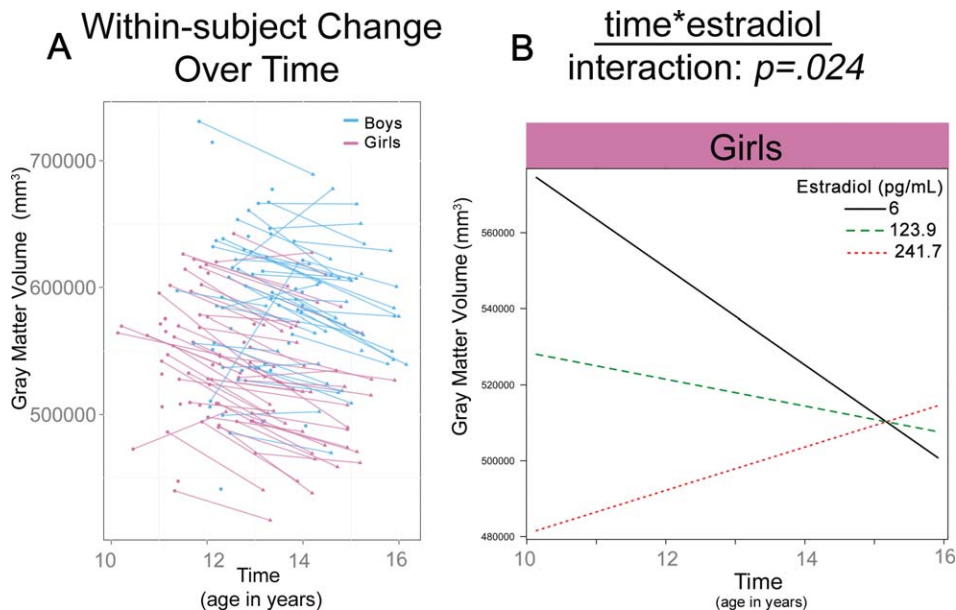 A Within-subject Change
Over Time
Boys
Girls
700000
600000
500000
Gray Matter Volume (mm³)
10 12 14 16
Time
(age in years)
B time*estradiol
interaction: p=.024
Girls
Estradiol (pg/mL)
6
123.9
241.7
560000
540000
520000
500000
480000
Gray Matter Volume (mm³)
10 12 14 16
Time
(age in years)